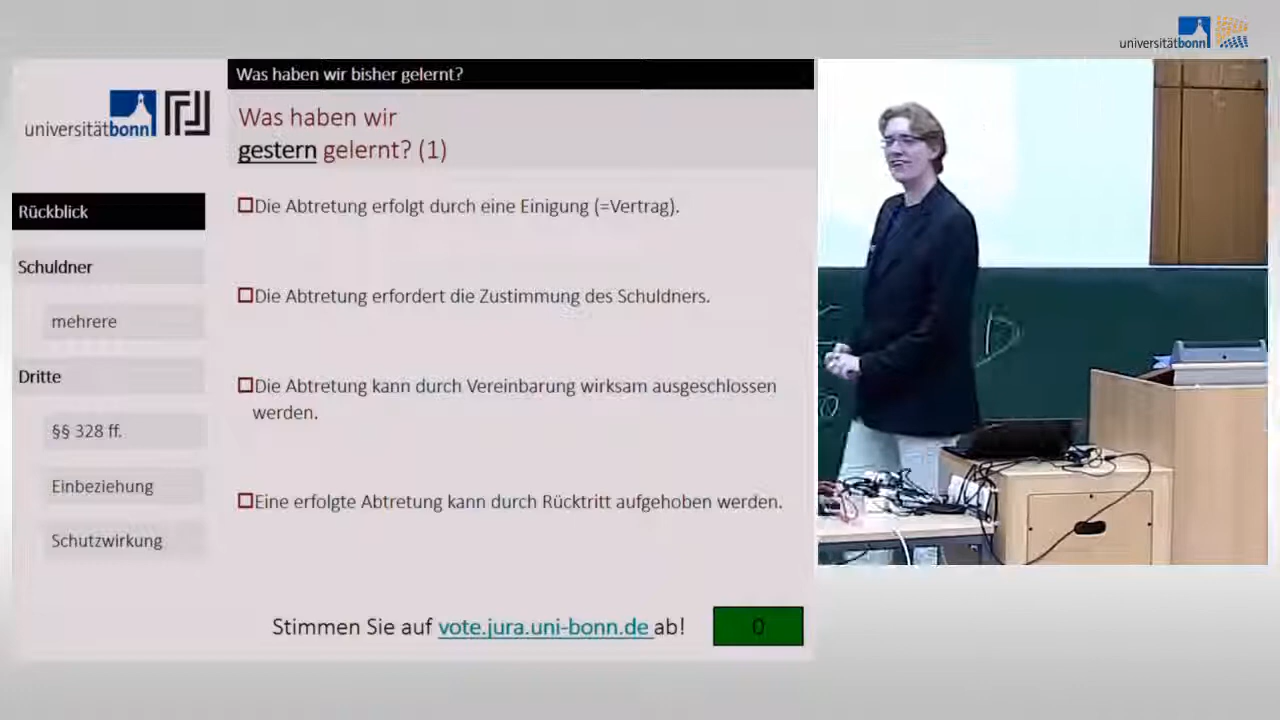 universitätbonn
Was haben wir bisher gelernt?
universitätbonn
Was haben wir
gestern gelernt? (1)
Rückblick
Schuldner
mehrere
Dritte
§§ 328 ff.
Einbeziehung
Schutzwirkung
Die Abtretung erfolgt durch eine Einigung (=Vertrag).
Die Abtretung erfordert die Zustimmung des Schuldners.
Die Abtretung kann durch Vereinbarung wirksam ausgeschlossen
werden.
Eine erfolgte Abtretung kann durch Rücktritt aufgehoben werden.
Stimmen Sie auf vote.jura.uni-bonn.de ab!
0